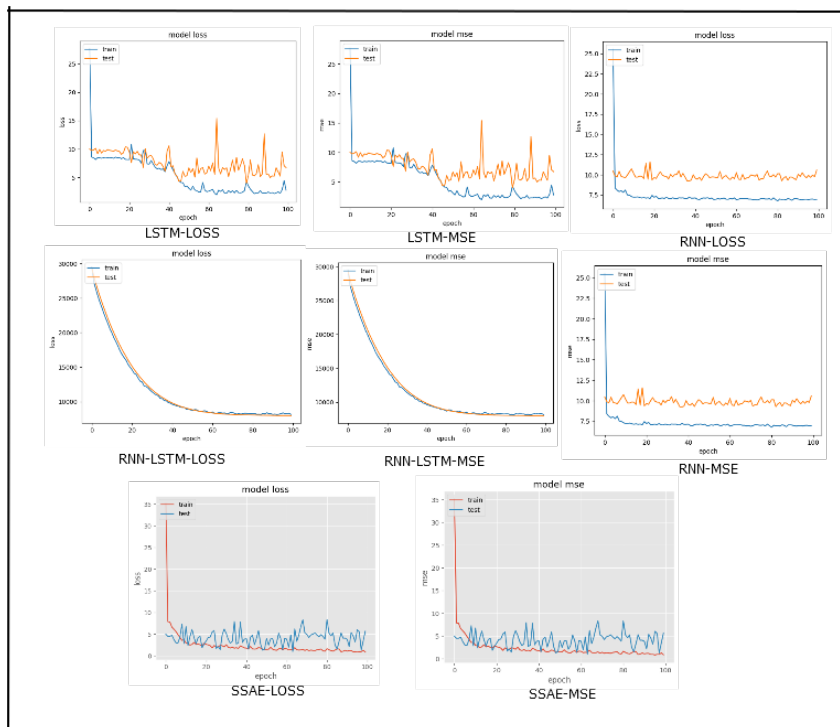 model loss
train
test
25
20
15
10
5
loss
0 20 40 60 80 100
epoch
LSTM-LOSS
model mse
train
test
25
20
15
10
5
mse
0 20 40 60 80 100
epoch
LSTM-MSE
model loss
train
test
25.0
22.5
20.0
17.5
15.0
12.5
10.0
7.5
loss
0 20 40 60 80 100
epoch
RNN-LOSS
model loss
train
test
30000
25000
20000
15000
10000
loss
0 20 40 60 80 100
epoch
RNN-LSTM-LOSS
model mse
train
test
30000
25000
20000
15000
10000
mse
0 20 40 60 80 100
epoch
RNN-LSTM-MSE
model mse
train
test
25.0
22.5
20.0
17.5
15.0
12.5
10.0
7.5
mse
0 20 40 60 80 100
epoch
RNN-MSE
model loss
train
test
35
30
25
20
15
10
5
0
loss
0 20 40 60 80 100
epoch
SSAE-LOSS
model mse
train
test
35
30
25
20
15
10
5
0
mse
0 20 40 60 80 100
epoch
SSAE-MSE